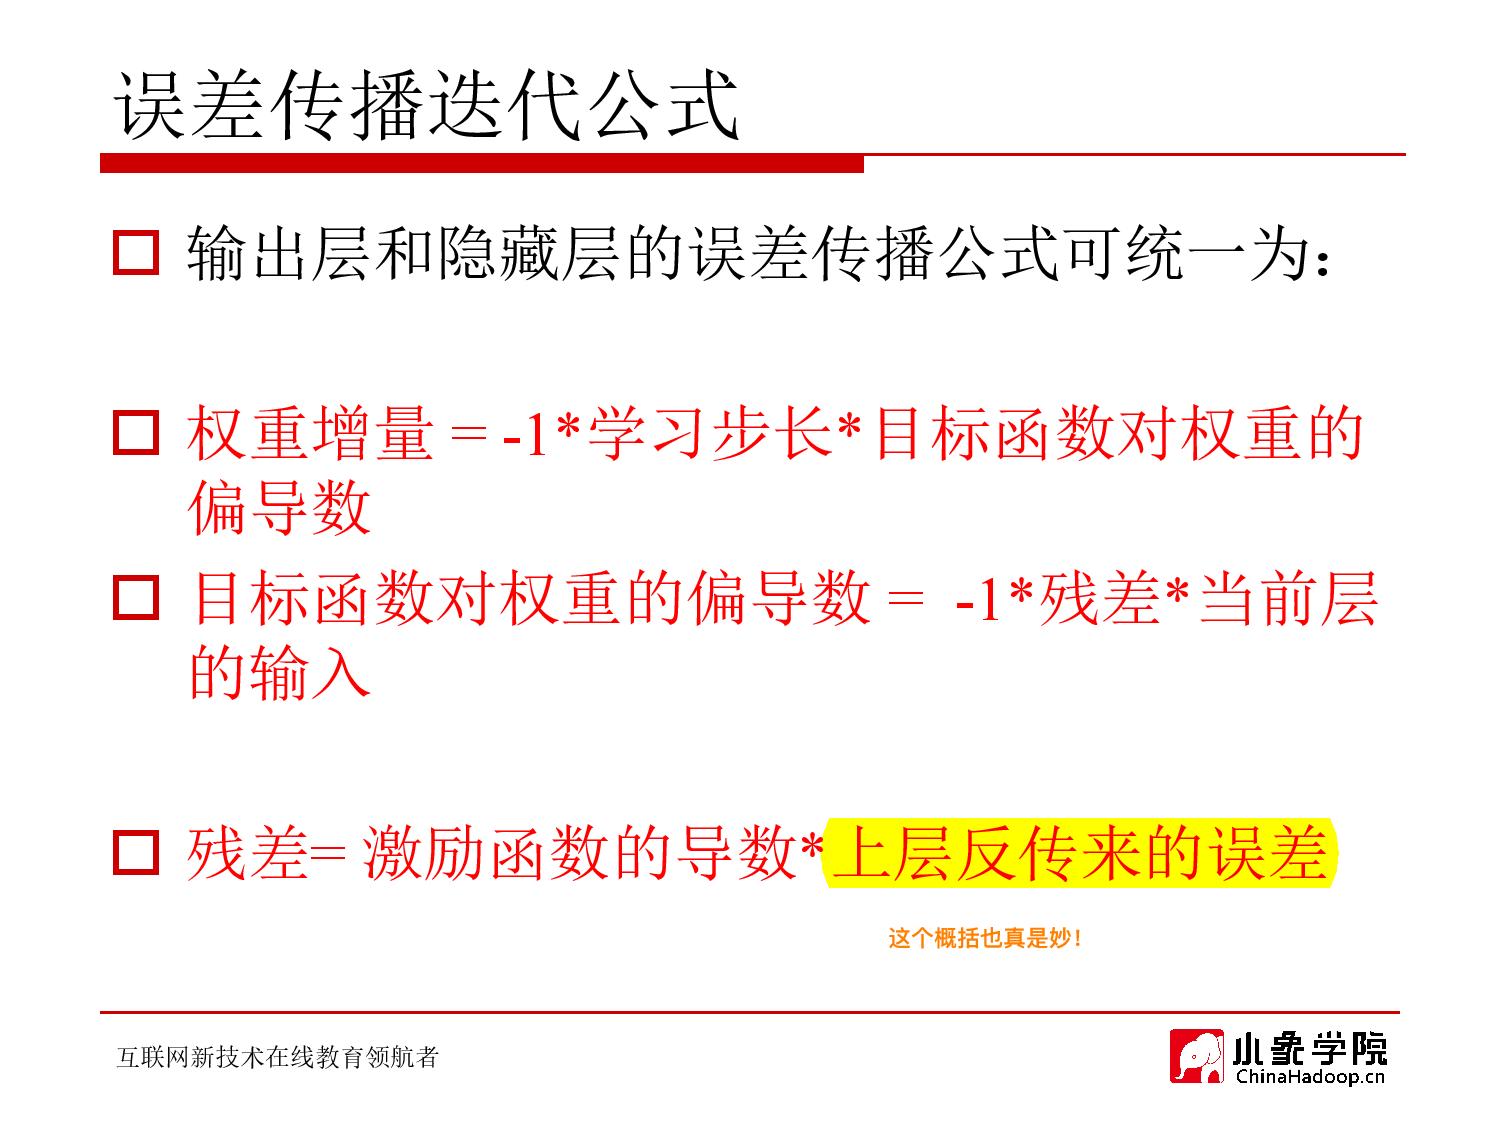 误差传播迭代公式
输出层和隐藏层的误差传播公式可统一为：
权重增量 = -1*学习步长*目标函数对权重的
偏导数
目标函数对权重的偏导数 = -1*残差*当前层
的输入
残差= 激励函数的导数*上层反传来的误差
这个概括也真是妙！
互联网新技术在线教育领航者
小象学院
ChinaHadoop.cn